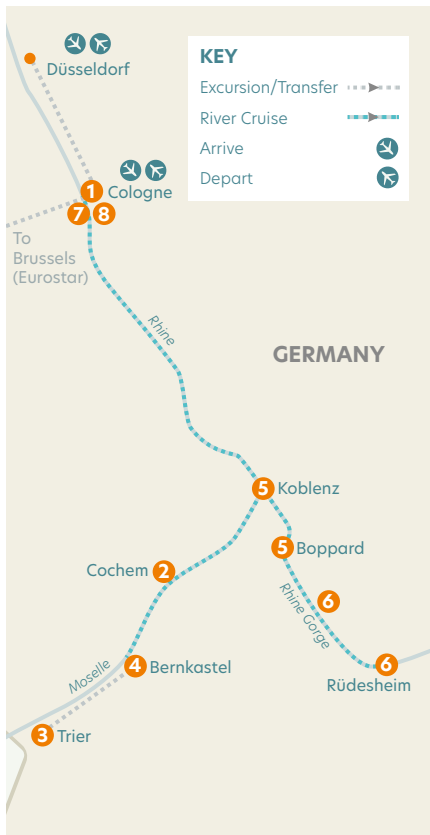 Düsseldorf
KEY
Excursion/Transfer
River Cruise
Arrive
Depart
1
Cologne
7 8
To
Brussels
(Eurostar)
Rhine
GERMANY
5
Koblenz
5
Boppard
Cochem
2
Rhine Gorge
6
4
Bernkastel
6
Rüdesheim
Moselle
3
Trier